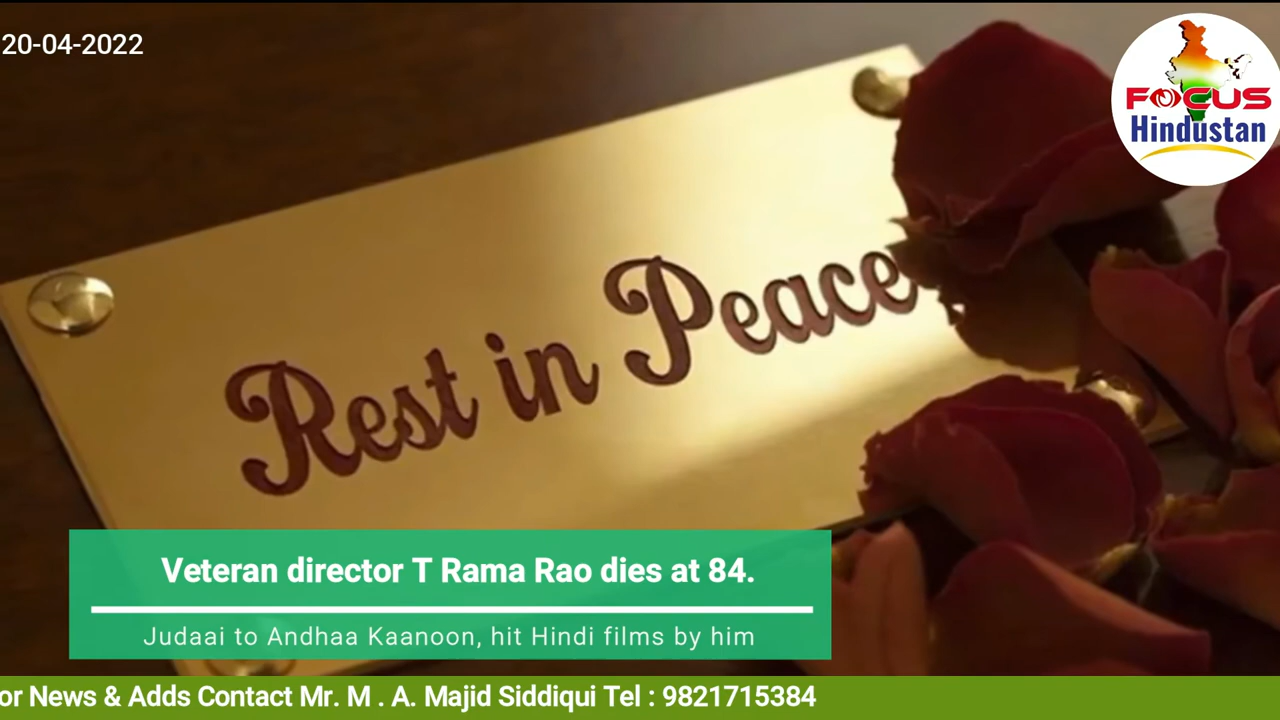 20-04-2022
FOCUS
Hindustan
Rest in Peace
Veteran director T Rama Rao dies at 84.
Judaai to Andhaa Kaanoon, hit Hindi films by him
or News & Adds Contact Mr. M . A. Majid Siddiqui Tel : 9821715384